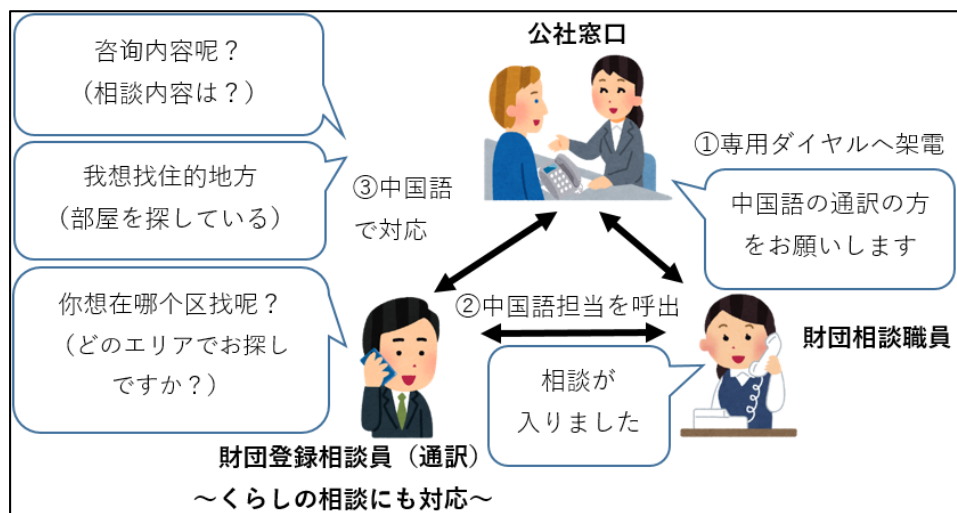 公社窓口
咨询内容呢？
（相談内容は？）
我想找住的地方
（部屋を探している）
你想在哪个区找呢？
（どのエリアでお探し
ですか？）
①専用ダイヤルへ架電
中国語の通訳の方
をお願いします
③中国語
で対応
②中国語担当を呼出
相談が
入りました
財団相談職員
財団登録相談員（通訳）
～くらしの相談にも対応～